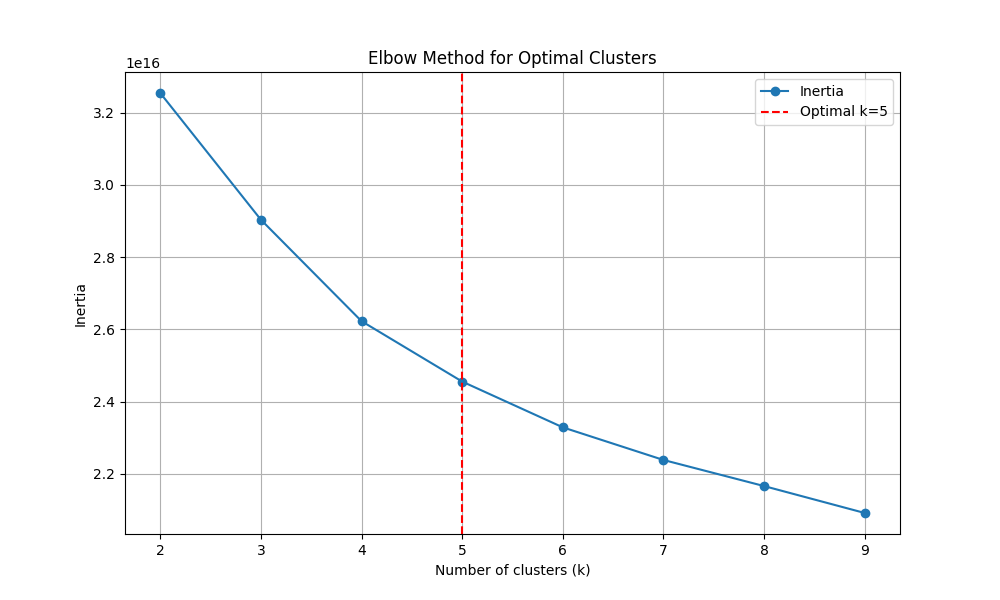 Elbow Method for Optimal Clusters
1e16
Inertia
Optimal k=5
3.2
3.0
2.8
2.6
2.4
2.2
Inertia
2 3 4 5 6 7 8 9
Number of clusters (k)